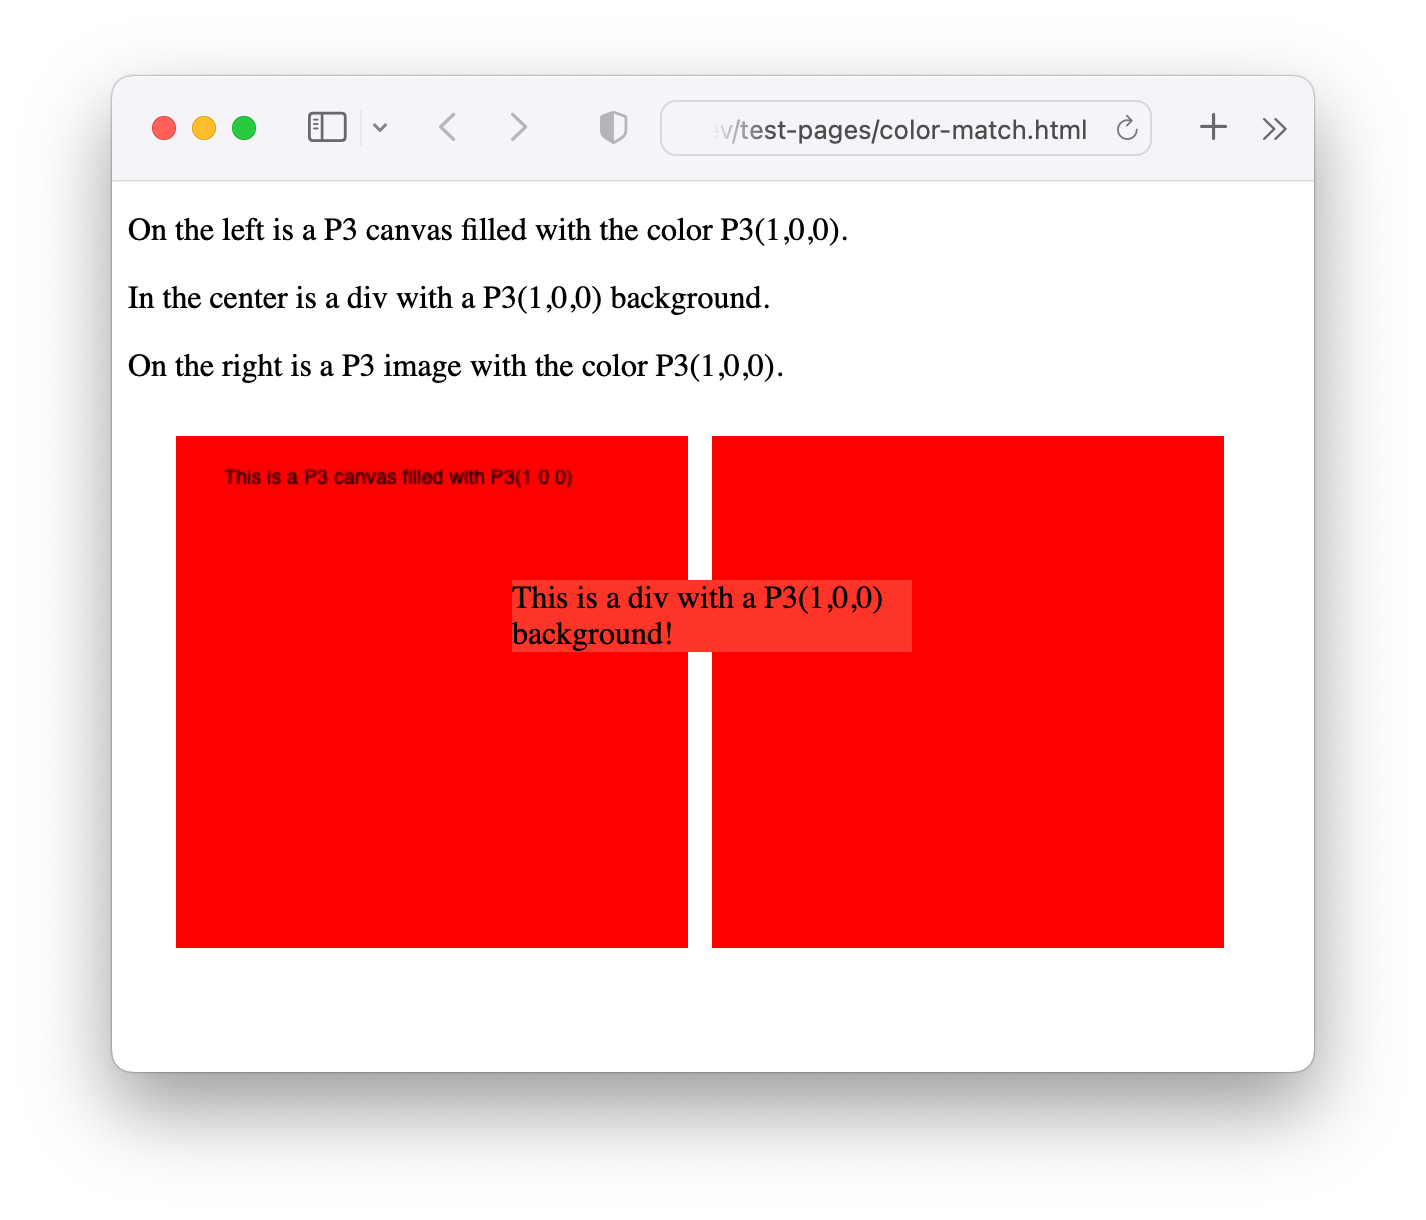 ev/test-pages/color-match.html
On the left is a P3 canvas filled with the color P3(1,0,0).
In the center is a div with a P3(1,0,0) background.
On the right is a P3 image with the color P3(1,0,0).
This is a P3 canvas filled with P3(1 0 0)
This is a div with a P3(1,0,0)
background!